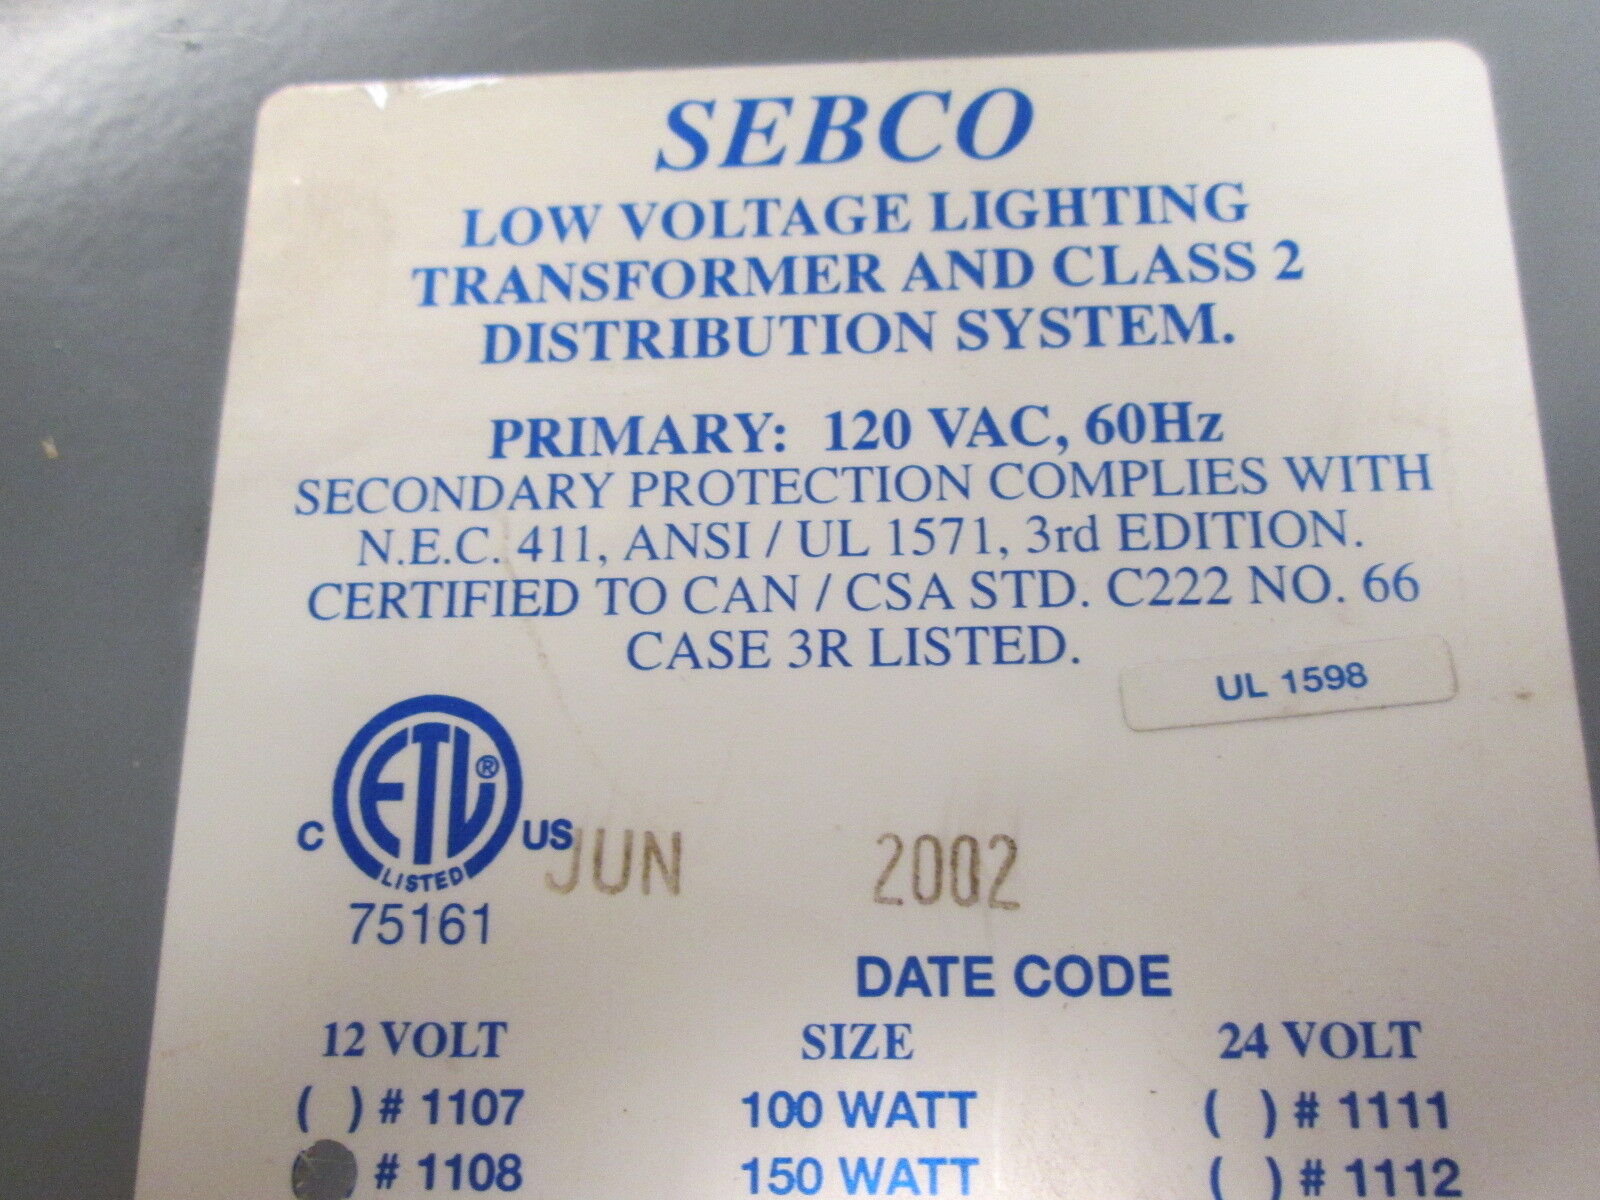 SEBCO
LOW VOLTAGE LIGHTING
TRANSFORMER AND CLASS 2
DISTRIBUTION SYSTEM.
PRIMARY: 120 VAC, 60Hz
SECONDARY PROTECTION COMPLIES WITH
N.E.C. 411, ANSI / UL 1571, 3rd EDITION.
CERTIFIED TO CAN / CSA STD. C222 NO. 66
CASE 3R LISTED.
UL 1598
C ETL® US
LISTED
75161
JUN 2002
DATE CODE
12 VOLT SIZE 24 VOLT
( ) # 1107 100 WATT ( ) # 1111
# 1108 150 WATT ( ) # 1112